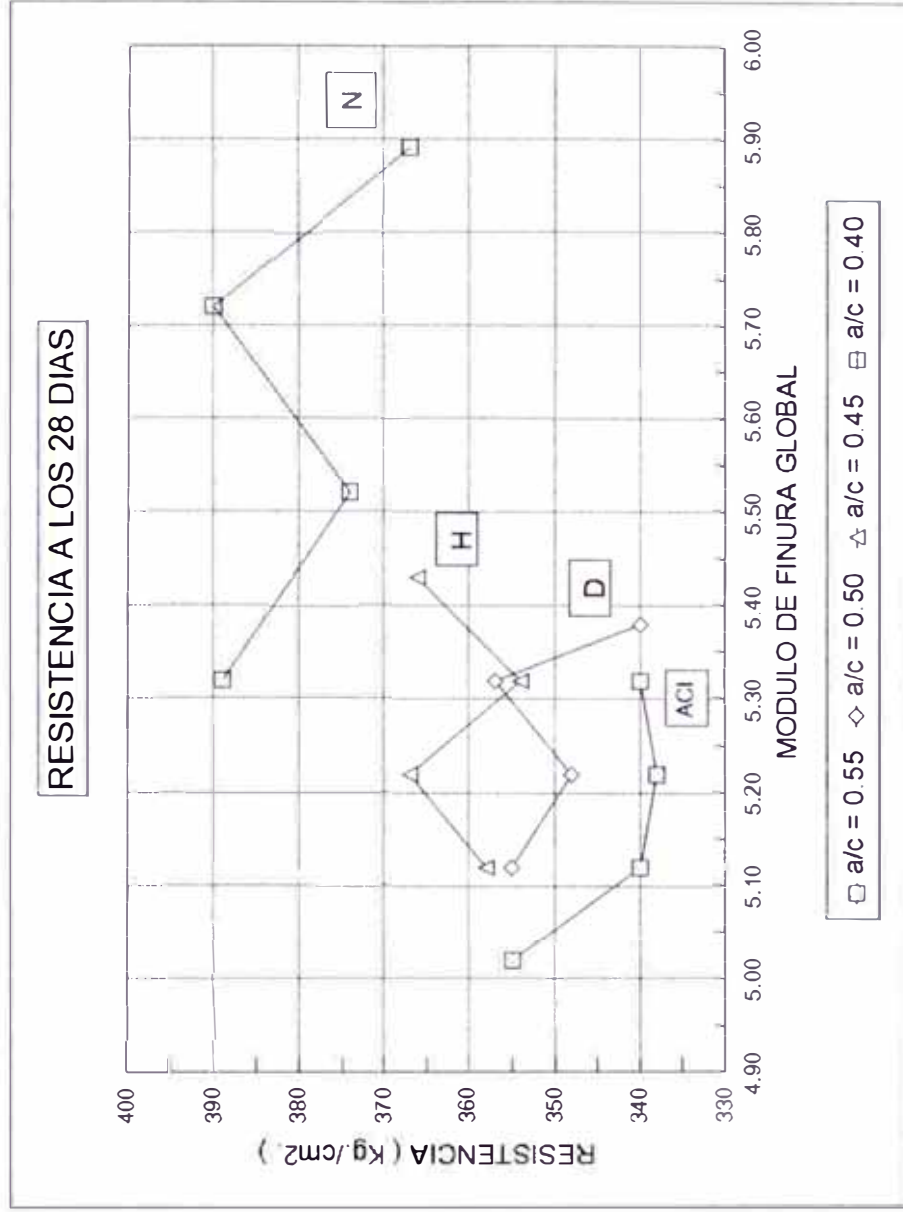 RESISTENCIA A LOS 28 DIAS
RESISTENCIA ( Kg./cm2. )
400
390
380
370
360
350
340
330
N
H
D
ACI
4.90
5.00
5.10
5.20
5.30
5.40
5.50
5.60
5.70
5.80
5.90
6.00
MODULO DE FINURA GLOBAL
a/c = 0.55 a/c = 0.50 a/c = 0.45 a/c = 0.40